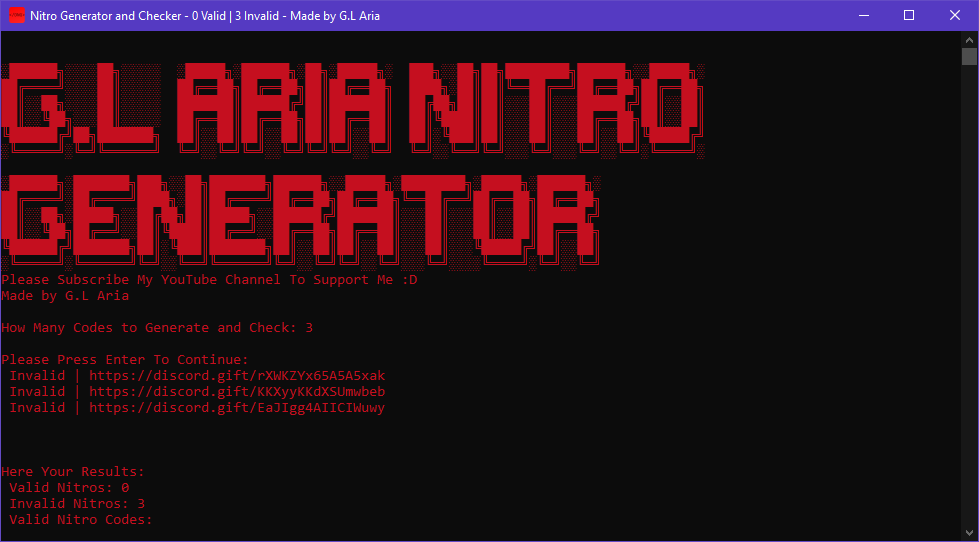 Nitro Generator and Checker - 0 Valid | 3 Invalid - Made by G.L Aria
G.L ARIA NITRO
GENERATOR
Please Subscribe My YouTube Channel To Support Me :D
Made by G.L Aria
How Many Codes to Generate and Check: 3
Please Press Enter To Continue:
Invalid | https://discord.gift/rXWKZYx65A5A5xak
Invalid | https://discord.gift/KKXyyKKdXSUmwbeb
Invalid | https://discord.gift/EaJIgg4AIICIWuwy
Here Your Results:
Valid Nitros: 0
Invalid Nitros: 3
Valid Nitro Codes: